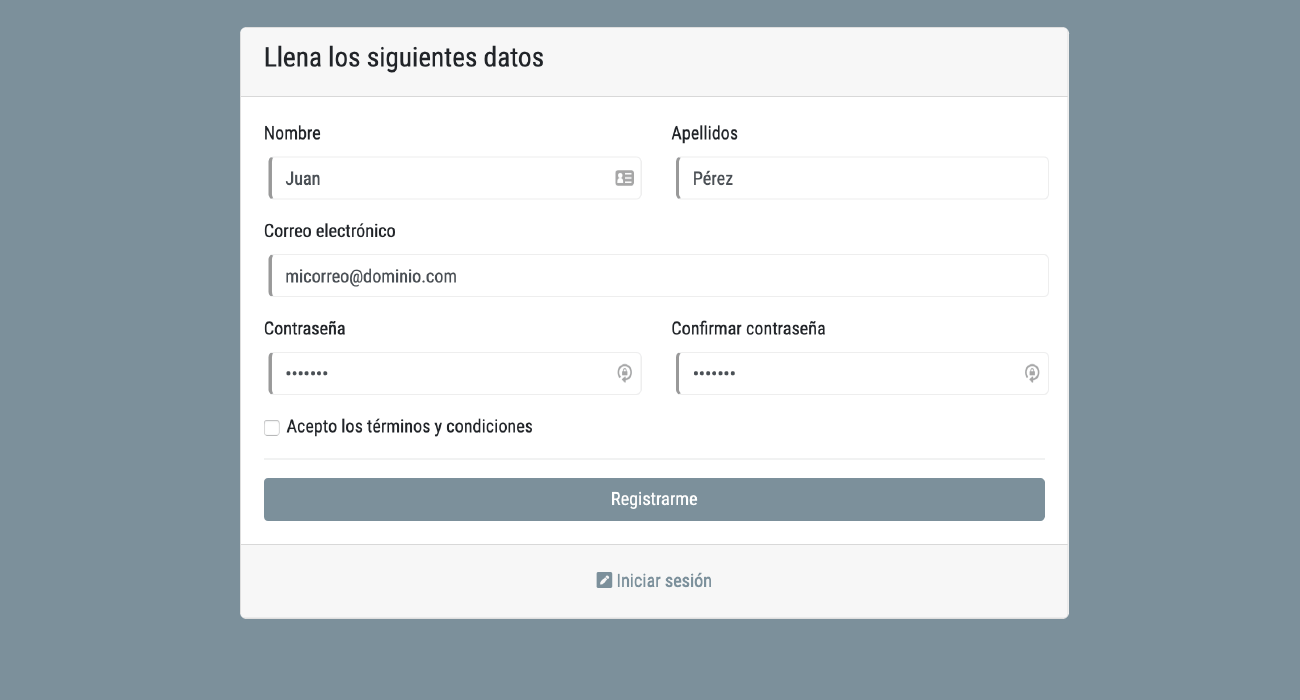 Llena los siguientes datos
Nombre Apellidos
Juan Pérez
Correo electrónico
micorreo@dominio.com
Contraseña Confirmar contraseña
••••••• •••••••
Acepto los términos y condiciones
Registrarme
Iniciar sesión